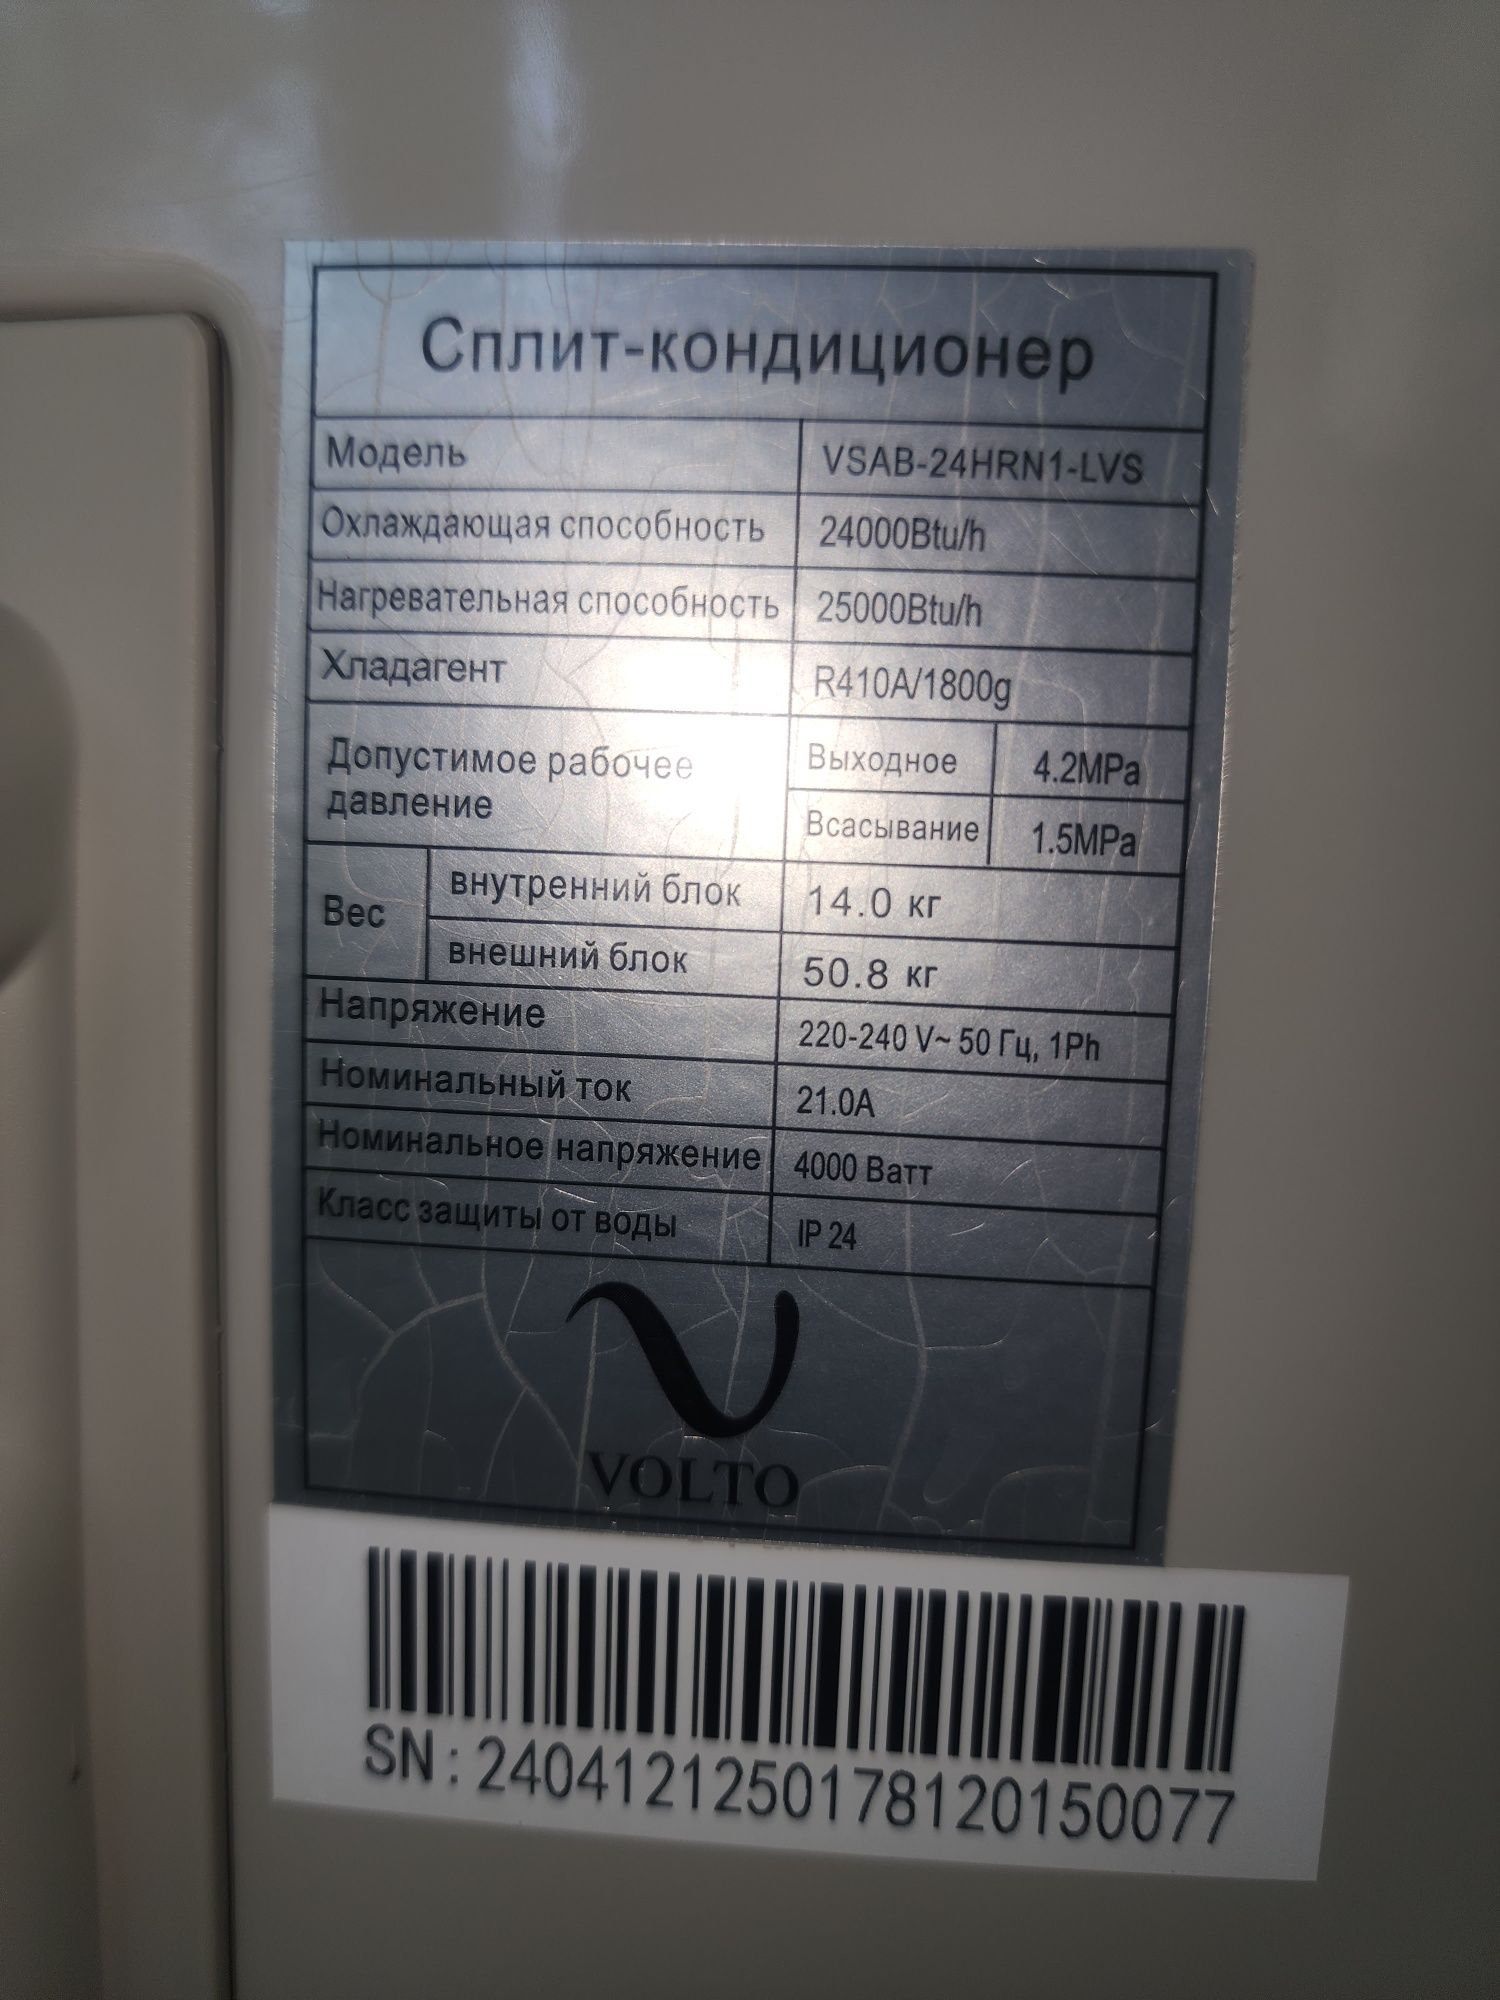 Сплит-кондиционер
Модель VSAB-24HRN1-LVS
Охлаждающая способность 24000Btu/h
Нагревательная способность 25000Btu/h
Хладагент R410A/1800g
Допустимое рабочее давление Выходное 4.2MPa
Всасывание 1.5MPa
Вес внутренний блок 14.0 кг
внешний блок 50.8 кг
Напряжение 220-240 V~ 50 Гц, 1Ph
Номинальный ток 21.0A
Номинальное напряжение 4000 Ватт
Класс защиты от воды IP 24
VOLTO
SN: 2404121250178120150077